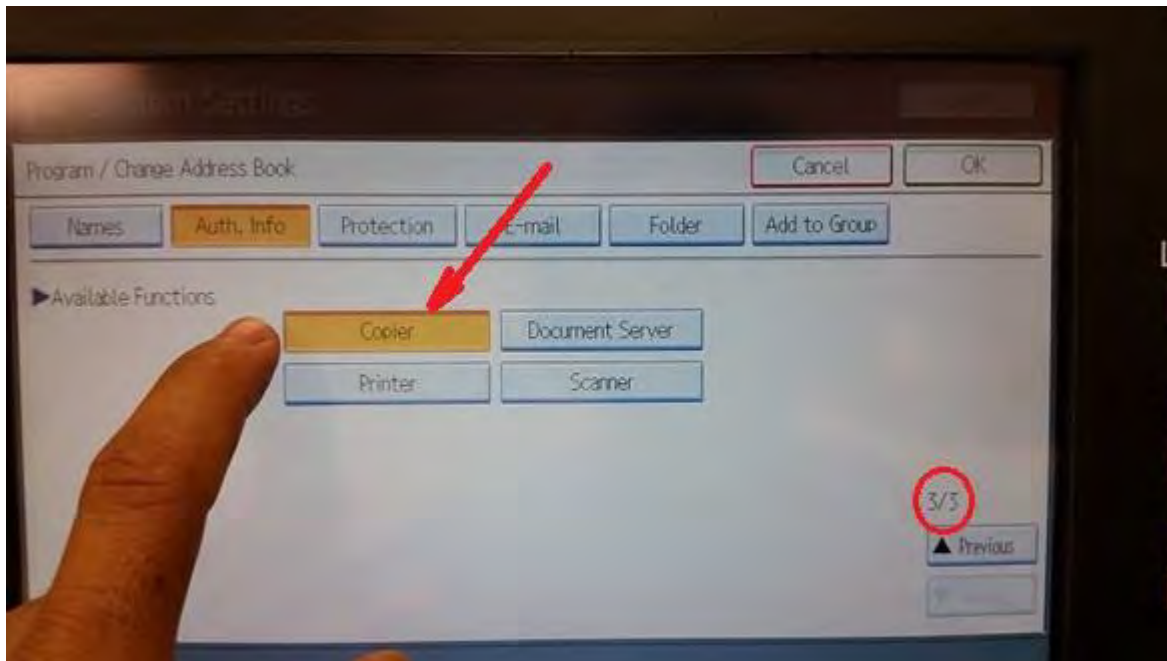 Settings
Program / Change Address Book
Cancel
OK
Names
Auth. Info
Protection
E-mail
Folder
Add to Group
▶Available Functions
Copier
Document Server
Printer
Scanner
3/3
▲ Previous